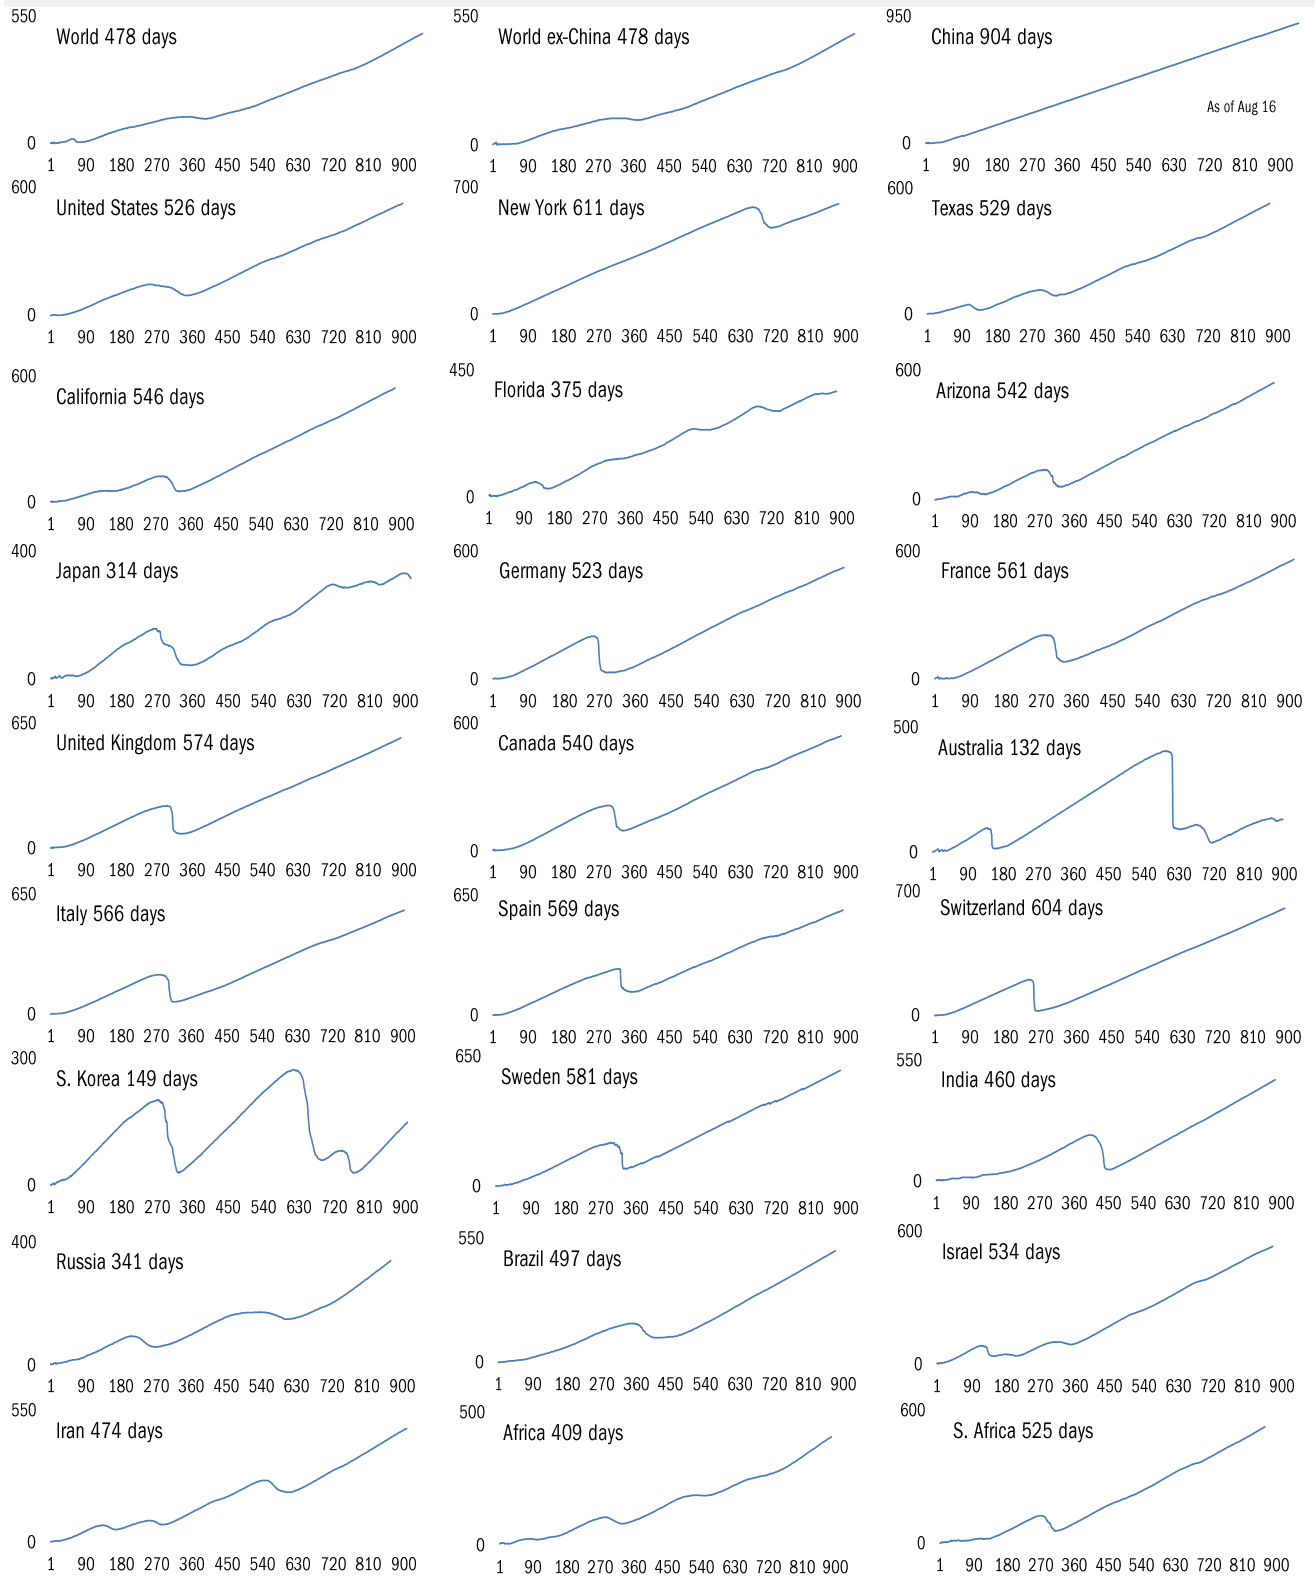 550 550 950
World 478 days World ex-China 478 days China 904 days
As of Aug 16
0 0 0
1 90 180 270 360 450 540 630 720 810 900 1 90 180 270 360 450 540 630 720 810 900 1 90 180 270 360 450 540 630 720 810 900
600 700 600
United States 526 days New York 611 days Texas 529 days
0 0 0
1 90 180 270 360 450 540 630 720 810 900 1 90 180 270 360 450 540 630 720 810 900 1 90 180 270 360 450 540 630 720 810 900
600 450 600
California 546 days Florida 375 days Arizona 542 days
0 0 0
1 90 180 270 360 450 540 630 720 810 900 1 90 180 270 360 450 540 630 720 810 900 1 90 180 270 360 450 540 630 720 810 900
400 600 600
Japan 314 days Germany 523 days France 561 days
0 0 0
1 90 180 270 360 450 540 630 720 810 900 1 90 180 270 360 450 540 630 720 810 900 1 90 180 270 360 450 540 630 720 810 900
650 600 500
United Kingdom 574 days Canada 540 days Australia 132 days
0 0 0
1 90 180 270 360 450 540 630 720 810 900 1 90 180 270 360 450 540 630 720 810 900 1 90 180 270 360 450 540 630 720 810 900
650 650 700
Italy 566 days Spain 569 days Switzerland 604 days
0 0 0
1 90 180 270 360 450 540 630 720 810 900 1 90 180 270 360 450 540 630 720 810 900 1 90 180 270 360 450 540 630 720 810 900
300 650 550
S. Korea 149 days Sweden 581 days India 460 days
0 0 0
1 90 180 270 360 450 540 630 720 810 900 1 90 180 270 360 450 540 630 720 810 900 1 90 180 270 360 450 540 630 720 810 900
400 550 600
Russia 341 days Brazil 497 days Israel 534 days
0 0 0
1 90 180 270 360 450 540 630 720 810 900 1 90 180 270 360 450 540 630 720 810 900 1 90 180 270 360 450 540 630 720 810 900
550 500 600
Iran 474 days Africa 409 days S. Africa 525 days
0 0 0
1 90 180 270 360 450 540 630 720 810 900 1 90 180 270 360 450 540 630 720 810 900 1 90 180 270 360 450 540 630 720 810 900